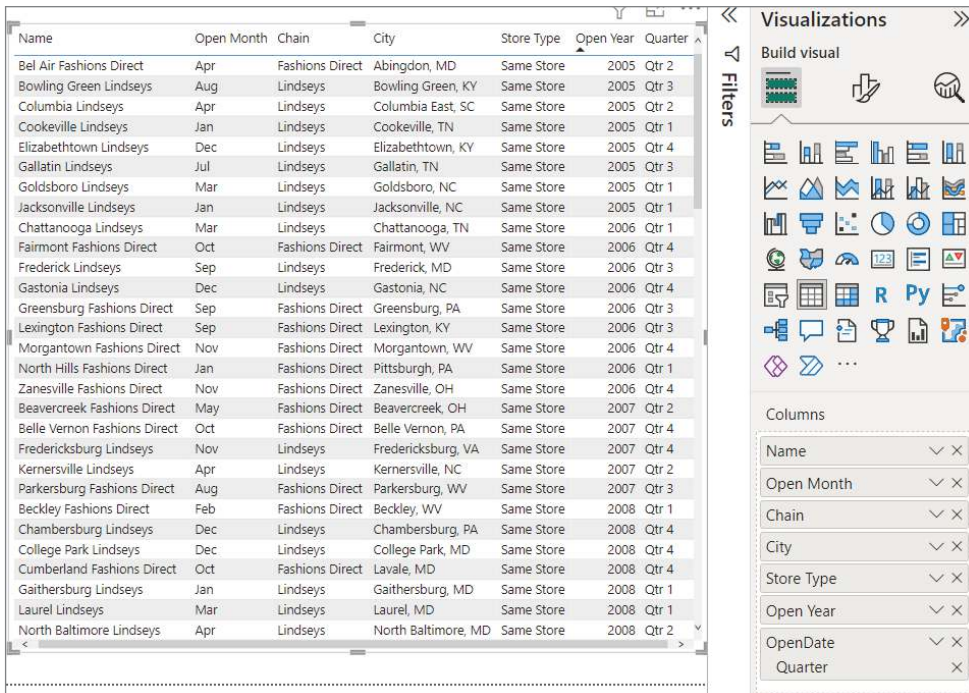 Visualizations
Name Open Month Chain City Store Type Open Year Quarter
Bel Air Fashions Direct Apr Fashions Direct Abingdon, MD Same Store 2005 Qtr 2
Bowling Green Lindseys Aug Lindseys Bowling Green, KY Same Store 2005 Qtr 3
Columbia Lindseys Apr Lindseys Columbia East, SC Same Store 2005 Qtr 2
Cookeville Lindseys Jan Lindseys Cookeville, TN Same Store 2005 Qtr 1
Elizabethtown Lindseys Dec Lindseys Elizabethtown, KY Same Store 2005 Qtr 4
Gallatin Lindseys Jul Lindseys Gallatin, TN Same Store 2005 Qtr 3
Goldsboro Lindseys Mar Lindseys Goldsboro, NC Same Store 2005 Qtr 1
Jacksonville Lindseys Jan Lindseys Jacksonville, NC Same Store 2005 Qtr 1
Chattanooga Lindseys Mar Lindseys Chattanooga, TN Same Store 2006 Qtr 1
Fairmont Fashions Direct Oct Fashions Direct Fairmont, WV Same Store 2006 Qtr 4
Frederick Lindseys Sep Lindseys Frederick, MD Same Store 2006 Qtr 3
Gastonia Lindseys Dec Lindseys Gastonia, NC Same Store 2006 Qtr 4
Greensburg Fashions Direct Sep Fashions Direct Greensburg, PA Same Store 2006 Qtr 3
Lexington Fashions Direct Sep Fashions Direct Lexington, KY Same Store 2006 Qtr 3
Morgantown Fashions Direct Nov Fashions Direct Morgantown, WV Same Store 2006 Qtr 4
North Hills Fashions Direct Jan Fashions Direct Pittsburgh, PA Same Store 2006 Qtr 1
Zanesville Fashions Direct Nov Fashions Direct Zanesville, OH Same Store 2006 Qtr 4
Beavercreek Fashions Direct May Fashions Direct Beavercreek, OH Same Store 2007 Qtr 2
Belle Vernon Fashions Direct Oct Fashions Direct Belle Vernon, PA Same Store 2007 Qtr 4
Fredericksburg Lindseys Nov Lindseys Fredericksburg, VA Same Store 2007 Qtr 4
Kernersville Lindseys Apr Lindseys Kernersville, NC Same Store 2007 Qtr 2
Parkersburg Fashions Direct Aug Fashions Direct Parkersburg, WV Same Store 2007 Qtr 3
Beckley Fashions Direct Feb Fashions Direct Beckley, WV Same Store 2008 Qtr 1
Chambersburg Lindseys Dec Lindseys Chambersburg, PA Same Store 2008 Qtr 4
College Park Lindseys Dec Lindseys College Park, MD Same Store 2008 Qtr 4
Cumberland Fashions Direct Oct Fashions Direct Lavale, MD Same Store 2008 Qtr 4
Gaithersburg Lindseys Jan Lindseys Gaithersburg, MD Same Store 2008 Qtr 1
Laurel Lindseys Mar Lindseys Laurel, MD Same Store 2008 Qtr 1
North Baltimore Lindseys Apr Lindseys North Baltimore, MD Same Store 2008 Qtr 2
Filters
Build visual
123
R Py
Columns
Name
Open Month
Chain
City
Store Type
Open Year
OpenDate
Quarter